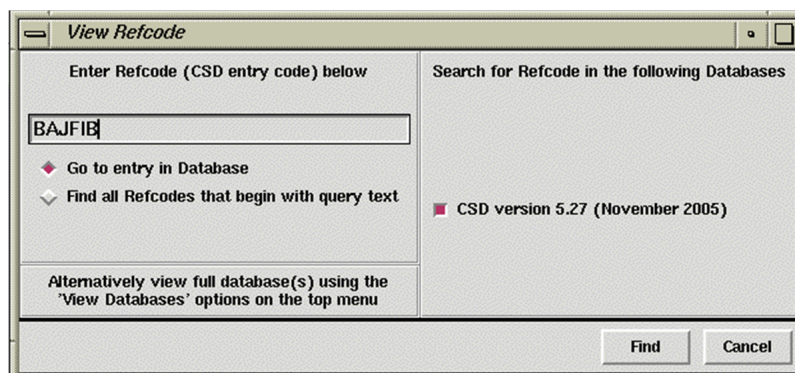 View Refcode
Enter Refcode (CSD entry code) below
BAJFIB
Go to entry in Database
Find all Refcodes that begin with query text
Alternatively view full database(s) using the
'View Databases' options on the top menu
Search for Refcode in the following Databases
CSD version 5.27 (November 2005)
Find
Cancel